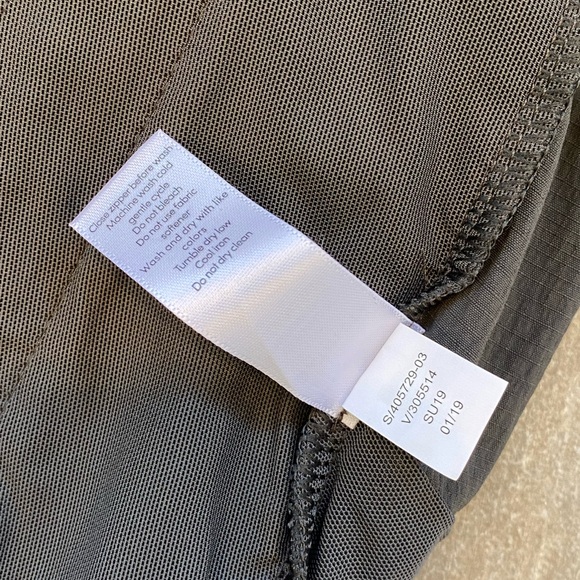 Close zipper before wash
Machine wash cold
gentle cycle
Do not bleach
Do not use fabric
softener
Wash and dry with like
colors
Tumble dry low
Cool iron
Do not dry clean
S/405729-03
V/305514
SU19
01/19